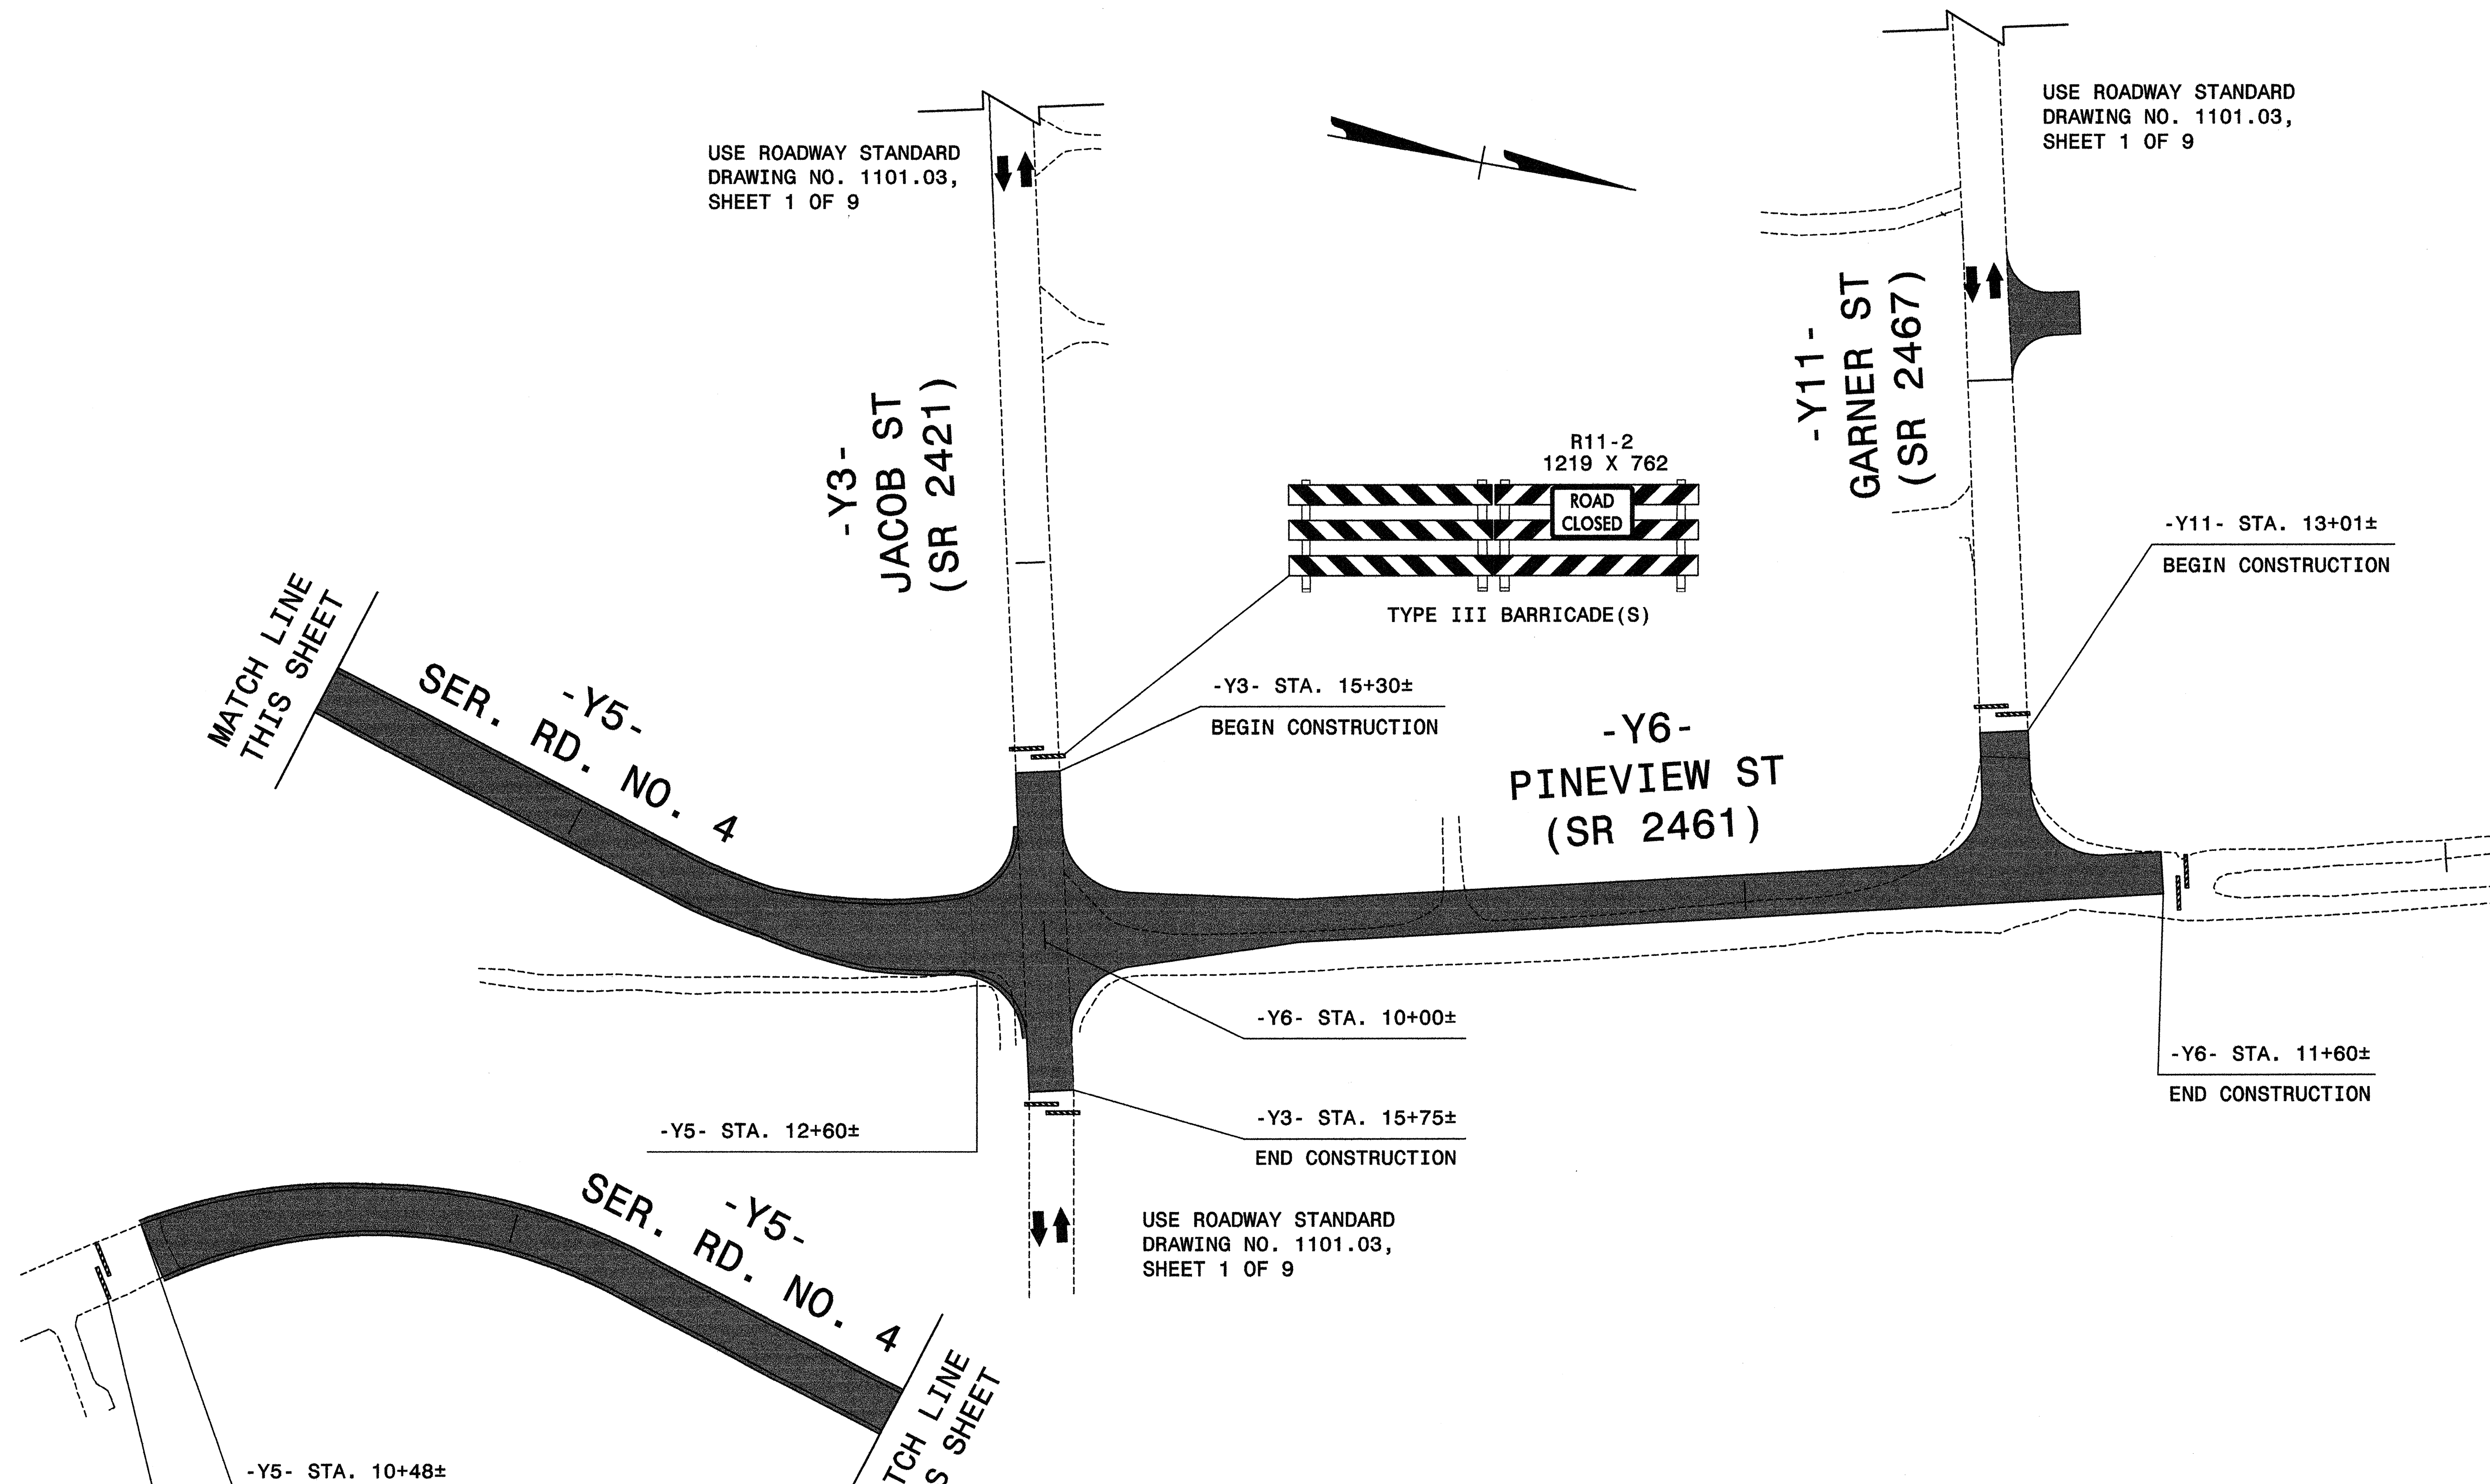 USE ROADWAY STANDARD
DRAWING NO. 1101.03,
SHEET 1 OF 9
USE ROADWAY STANDARD
DRAWING NO. 1101.03,
SHEET 1 OF 9
-Y3-
JACOB ST
(SR 2421)
-Y11-
GARNER ST
(SR 2467)
R11-2
1219 X 762
ROAD
CLOSED
TYPE III BARRICADE(S)
-Y11- STA. 13+01±
BEGIN CONSTRUCTION
MATCH LINE
THIS SHEET
-Y5-
SER. RD. NO. 4
-Y3- STA. 15+30±
BEGIN CONSTRUCTION
-Y6-
PINEVIEW ST
(SR 2461)
-Y6- STA. 10+00±
-Y6- STA. 11+60±
END CONSTRUCTION
-Y5- STA. 12+60±
-Y3- STA. 15+75±
END CONSTRUCTION
-Y5-
SER. RD. NO. 4
USE ROADWAY STANDARD
DRAWING NO. 1101.03,
SHEET 1 OF 9
TCH LINE
S SHEET
-Y5- STA. 10+48±